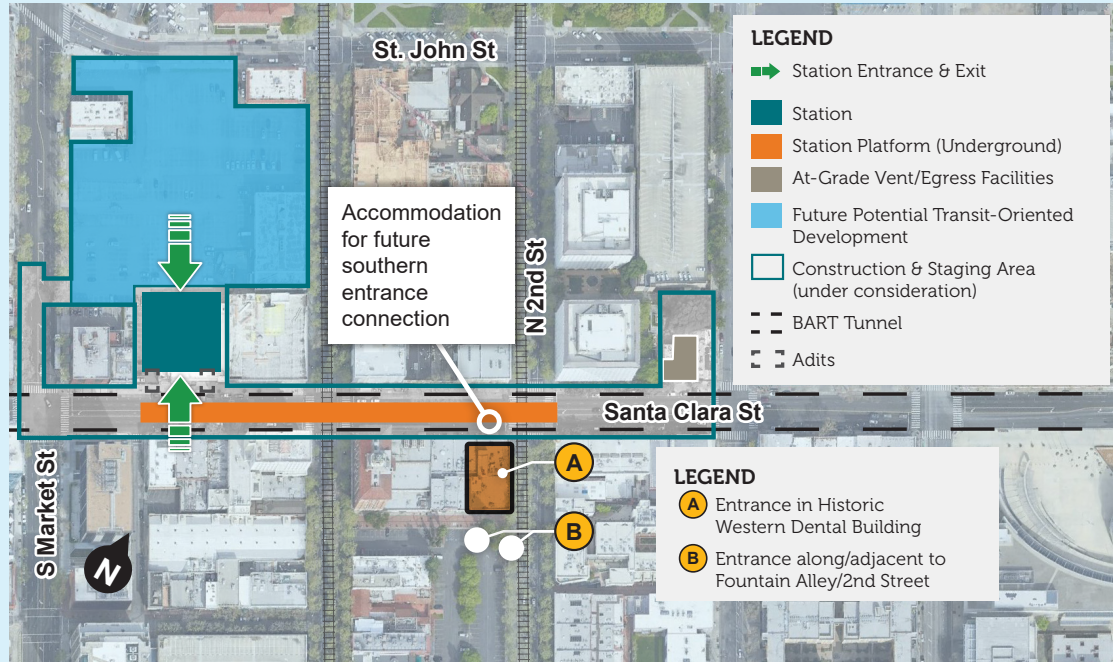 St. John St
LEGEND
Station Entrance & Exit
Station
Station Platform (Underground)
At-Grade Vent/Egress Facilities
Future Potential Transit-Oriented
Development
Construction & Staging Area
(under consideration)
BART Tunnel
Adits
Accommodation
for future
southern
entrance
connection
N 2nd St
Santa Clara St
S Market St
N
A
B
LEGEND
A Entrance in Historic
Western Dental Building
B Entrance along/adjacent to
Fountain Alley/2nd Street